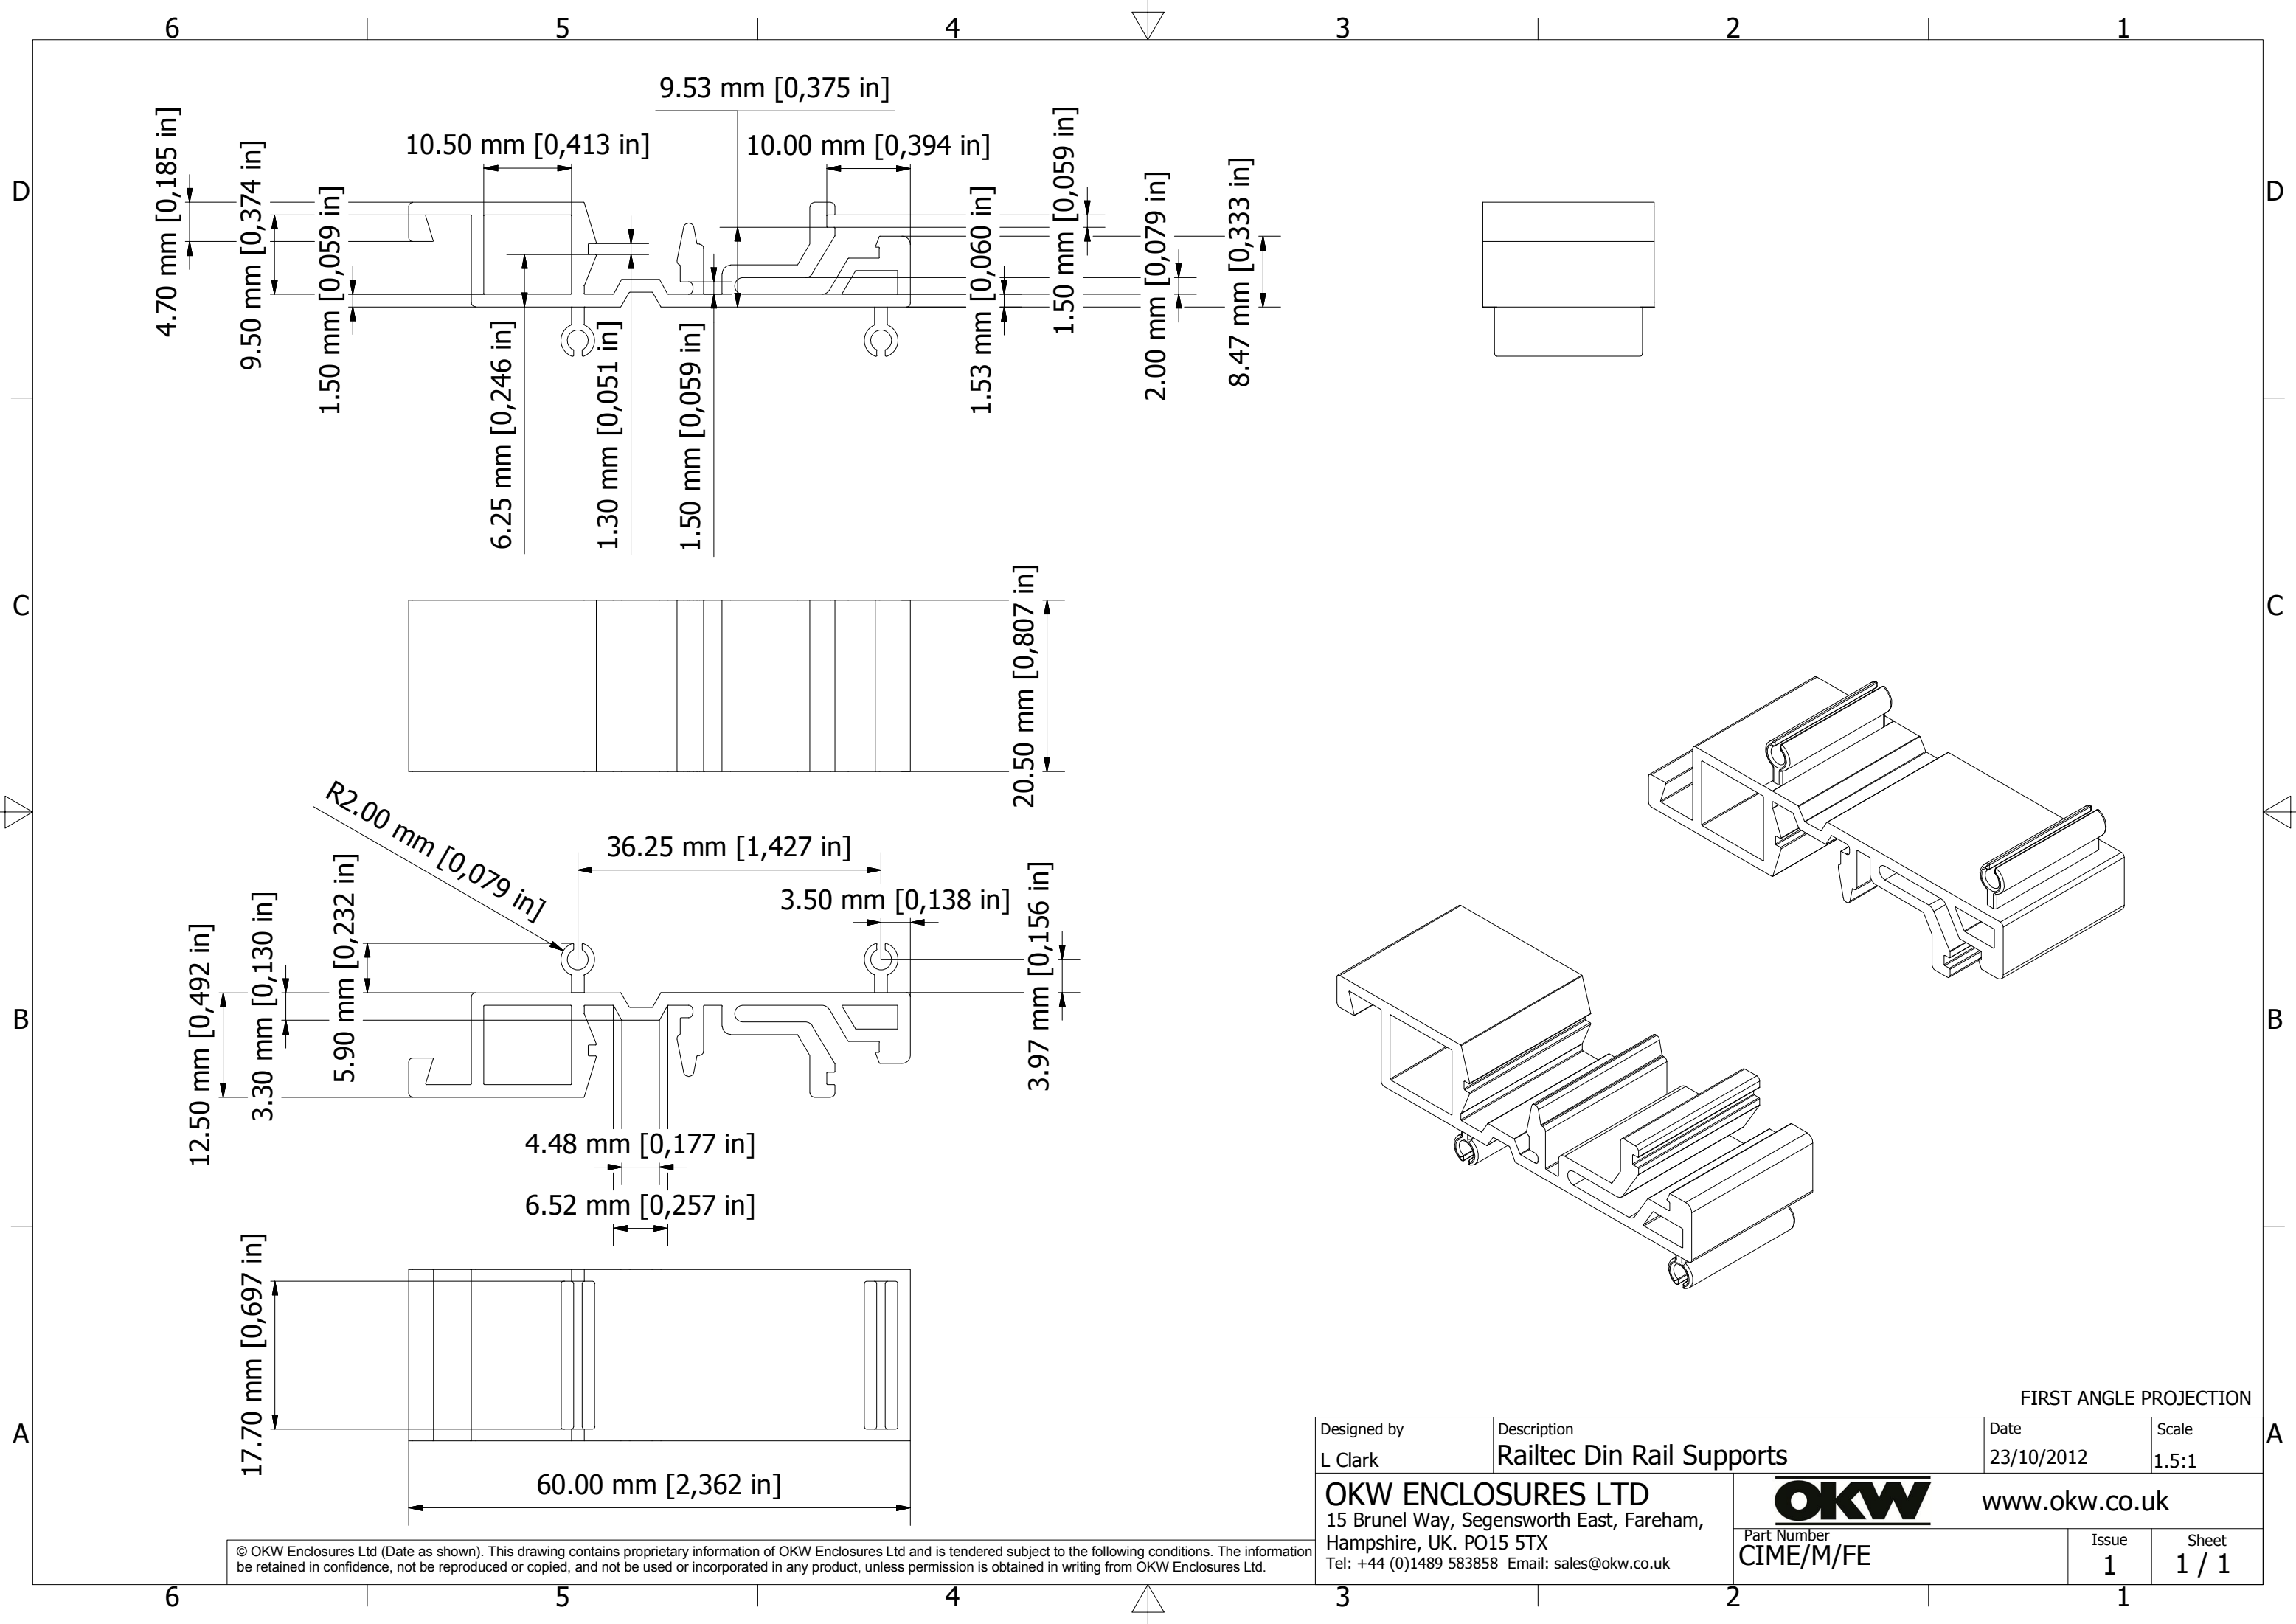 6 5 4 3 2 1
9.53 mm [0,375 in]
10.50 mm [0,413 in]
10.00 mm [0,394 in]
4.70 mm [0,185 in]
9.50 mm [0,374 in]
1.50 mm [0,059 in]
1.50 mm [0,059 in]
1.53 mm [0,060 in]
2.00 mm [0,079 in]
8.47 mm [0,333 in]
D
D
6.25 mm [0,246 in]
1.30 mm [0,051 in]
1.50 mm [0,059 in]
C
C
20.50 mm [0,807 in]
R2.00 mm [0,079 in]
36.25 mm [1,427 in]
3.50 mm [0,138 in]
12.50 mm [0,492 in]
3.30 mm [0,130 in]
5.90 mm [0,232 in]
3.97 mm [0,156 in]
B
B
4.48 mm [0,177 in]
6.52 mm [0,257 in]
17.70 mm [0,697 in]
60.00 mm [2,362 in]
A
A
FIRST ANGLE PROJECTION
Designed by
L Clark
Description
Railtec Din Rail Supports
Date
23/10/2012
Scale
1.5:1
OKW ENCLOSURES LTD
15 Brunel Way, Segensworth East, Fareham,
Hampshire, UK. PO15 5TX
Tel: +44 (0)1489 583858 Email: sales@okw.co.uk
OKW
www.okw.co.uk
Part Number
CIME/M/FE
Issue
1
Sheet
1 / 1
© OKW Enclosures Ltd (Date as shown). This drawing contains proprietary information of OKW Enclosures Ltd and is tendered subject to the following conditions. The information
be retained in confidence, not be reproduced or copied, and not be used or incorporated in any product, unless permission is obtained in writing from OKW Enclosures Ltd.
6 5 4 3 2 1